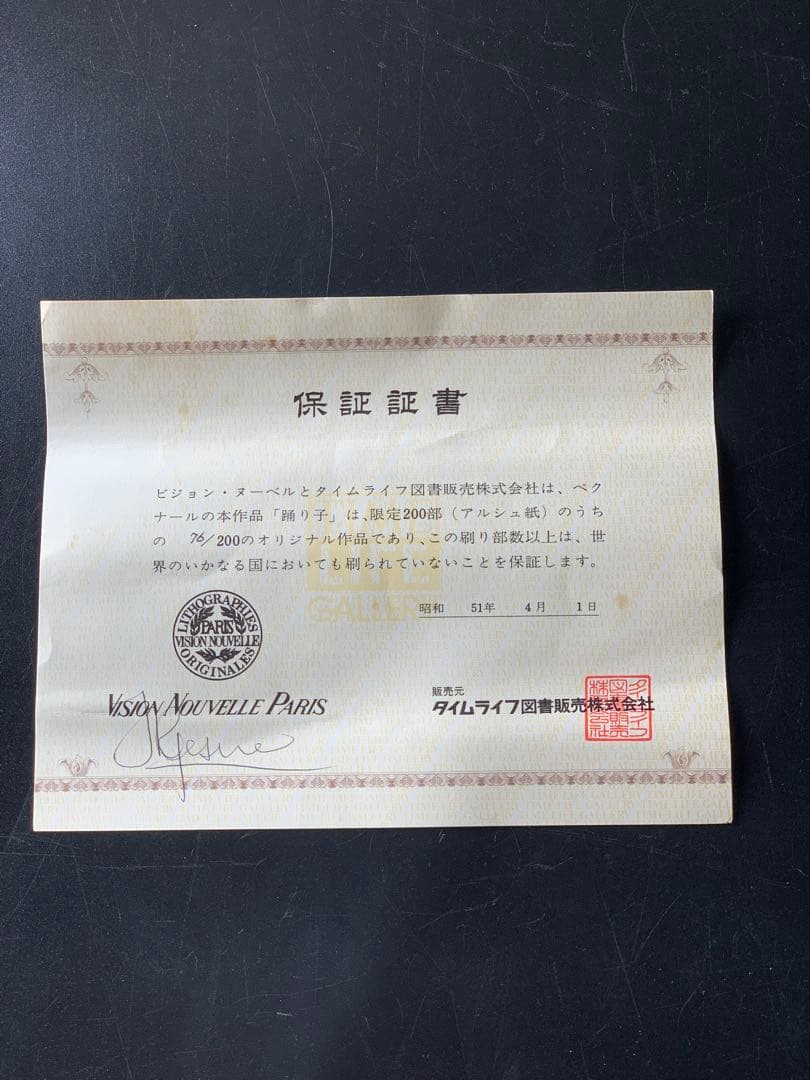 保証証書
ビジョン・ヌーベルとタイムライフ図書販売株式会社は、ベク
ナールの本作品「踊り子」は、限定200部(アルシュ紙)のうち
の 76/200のオリジナル作品であり、この刷り部数以上は、世
界のいかなる国においても刷られていないことを保証します。
LIFE
GALLERY
昭和 51年 4月 1日
LITHOGRAPHIES
PARIS
VISION NOUVELLE
ORIGINALES
VISION NOUVELLE PARIS
販売元
タイムライフ図書販売株式会社